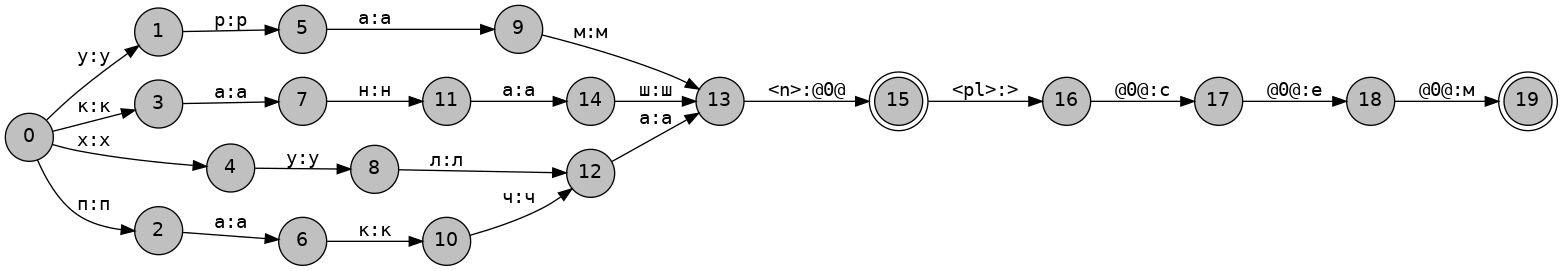 0
у:у
1
р:р
5
а:а
9
м:м
к:к
3
а:а
7
н:н
11
а:а
14
ш:ш
13
<n>:@0@
15
<pl>:>
16
@0@:с
17
@0@:е
18
@0@:м
19
х:х
4
у:у
8
л:л
12
а:а
п:п
2
а:а
6
к:к
10
ч:ч